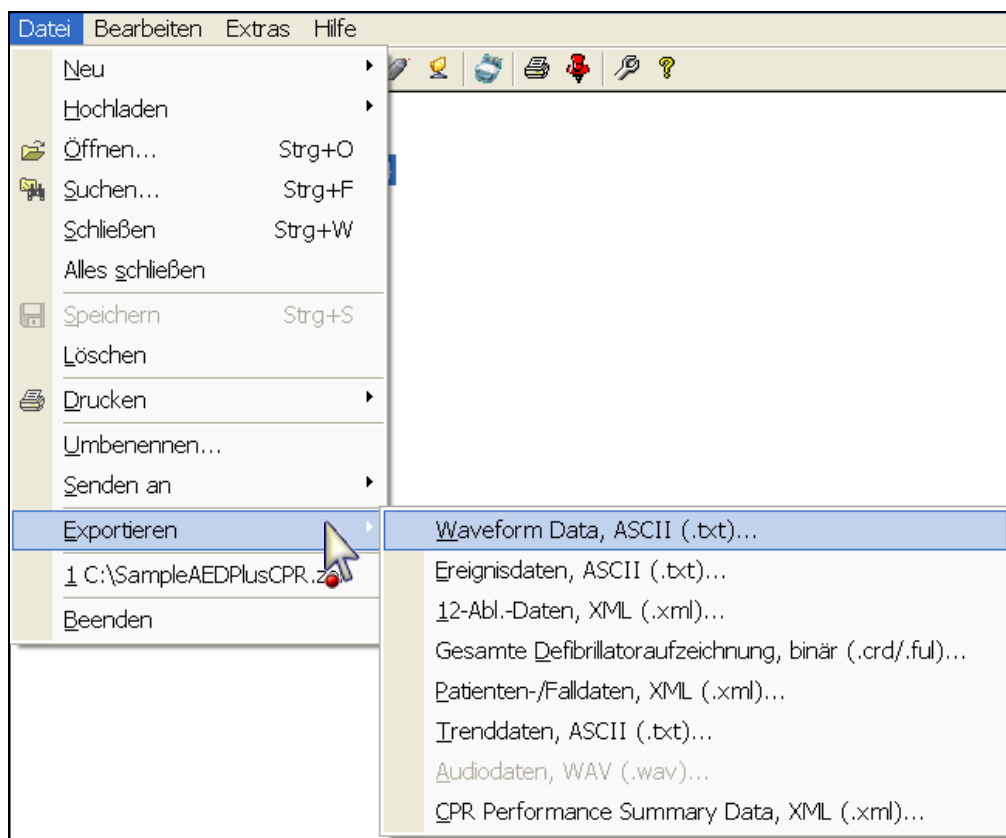 Datei Bearbeiten Extras Hilfe
Neu
Hochladen
Öffnen... Strg+O
Suchen... Strg+F
Schließen Strg+W
Alles schließen
Speichern Strg+S
Löschen
Drucken
Umbenennen...
Senden an
Exportieren
1 C:\SampleAEDPlusCPR
Beenden
Waveform Data, ASCII (.txt)...
Ereignisdaten, ASCII (.txt)...
12-Abl.-Daten, XML (.xml)...
Gesamte Defibrillatoraufzeichnung, binär (.crd/.ful)...
Patienten-/Falldaten, XML (.xml)...
Trenddaten, ASCII (.txt)...
Audiodaten, WAV (.wav)...
CPR Performance Summary Data, XML (.xml)...